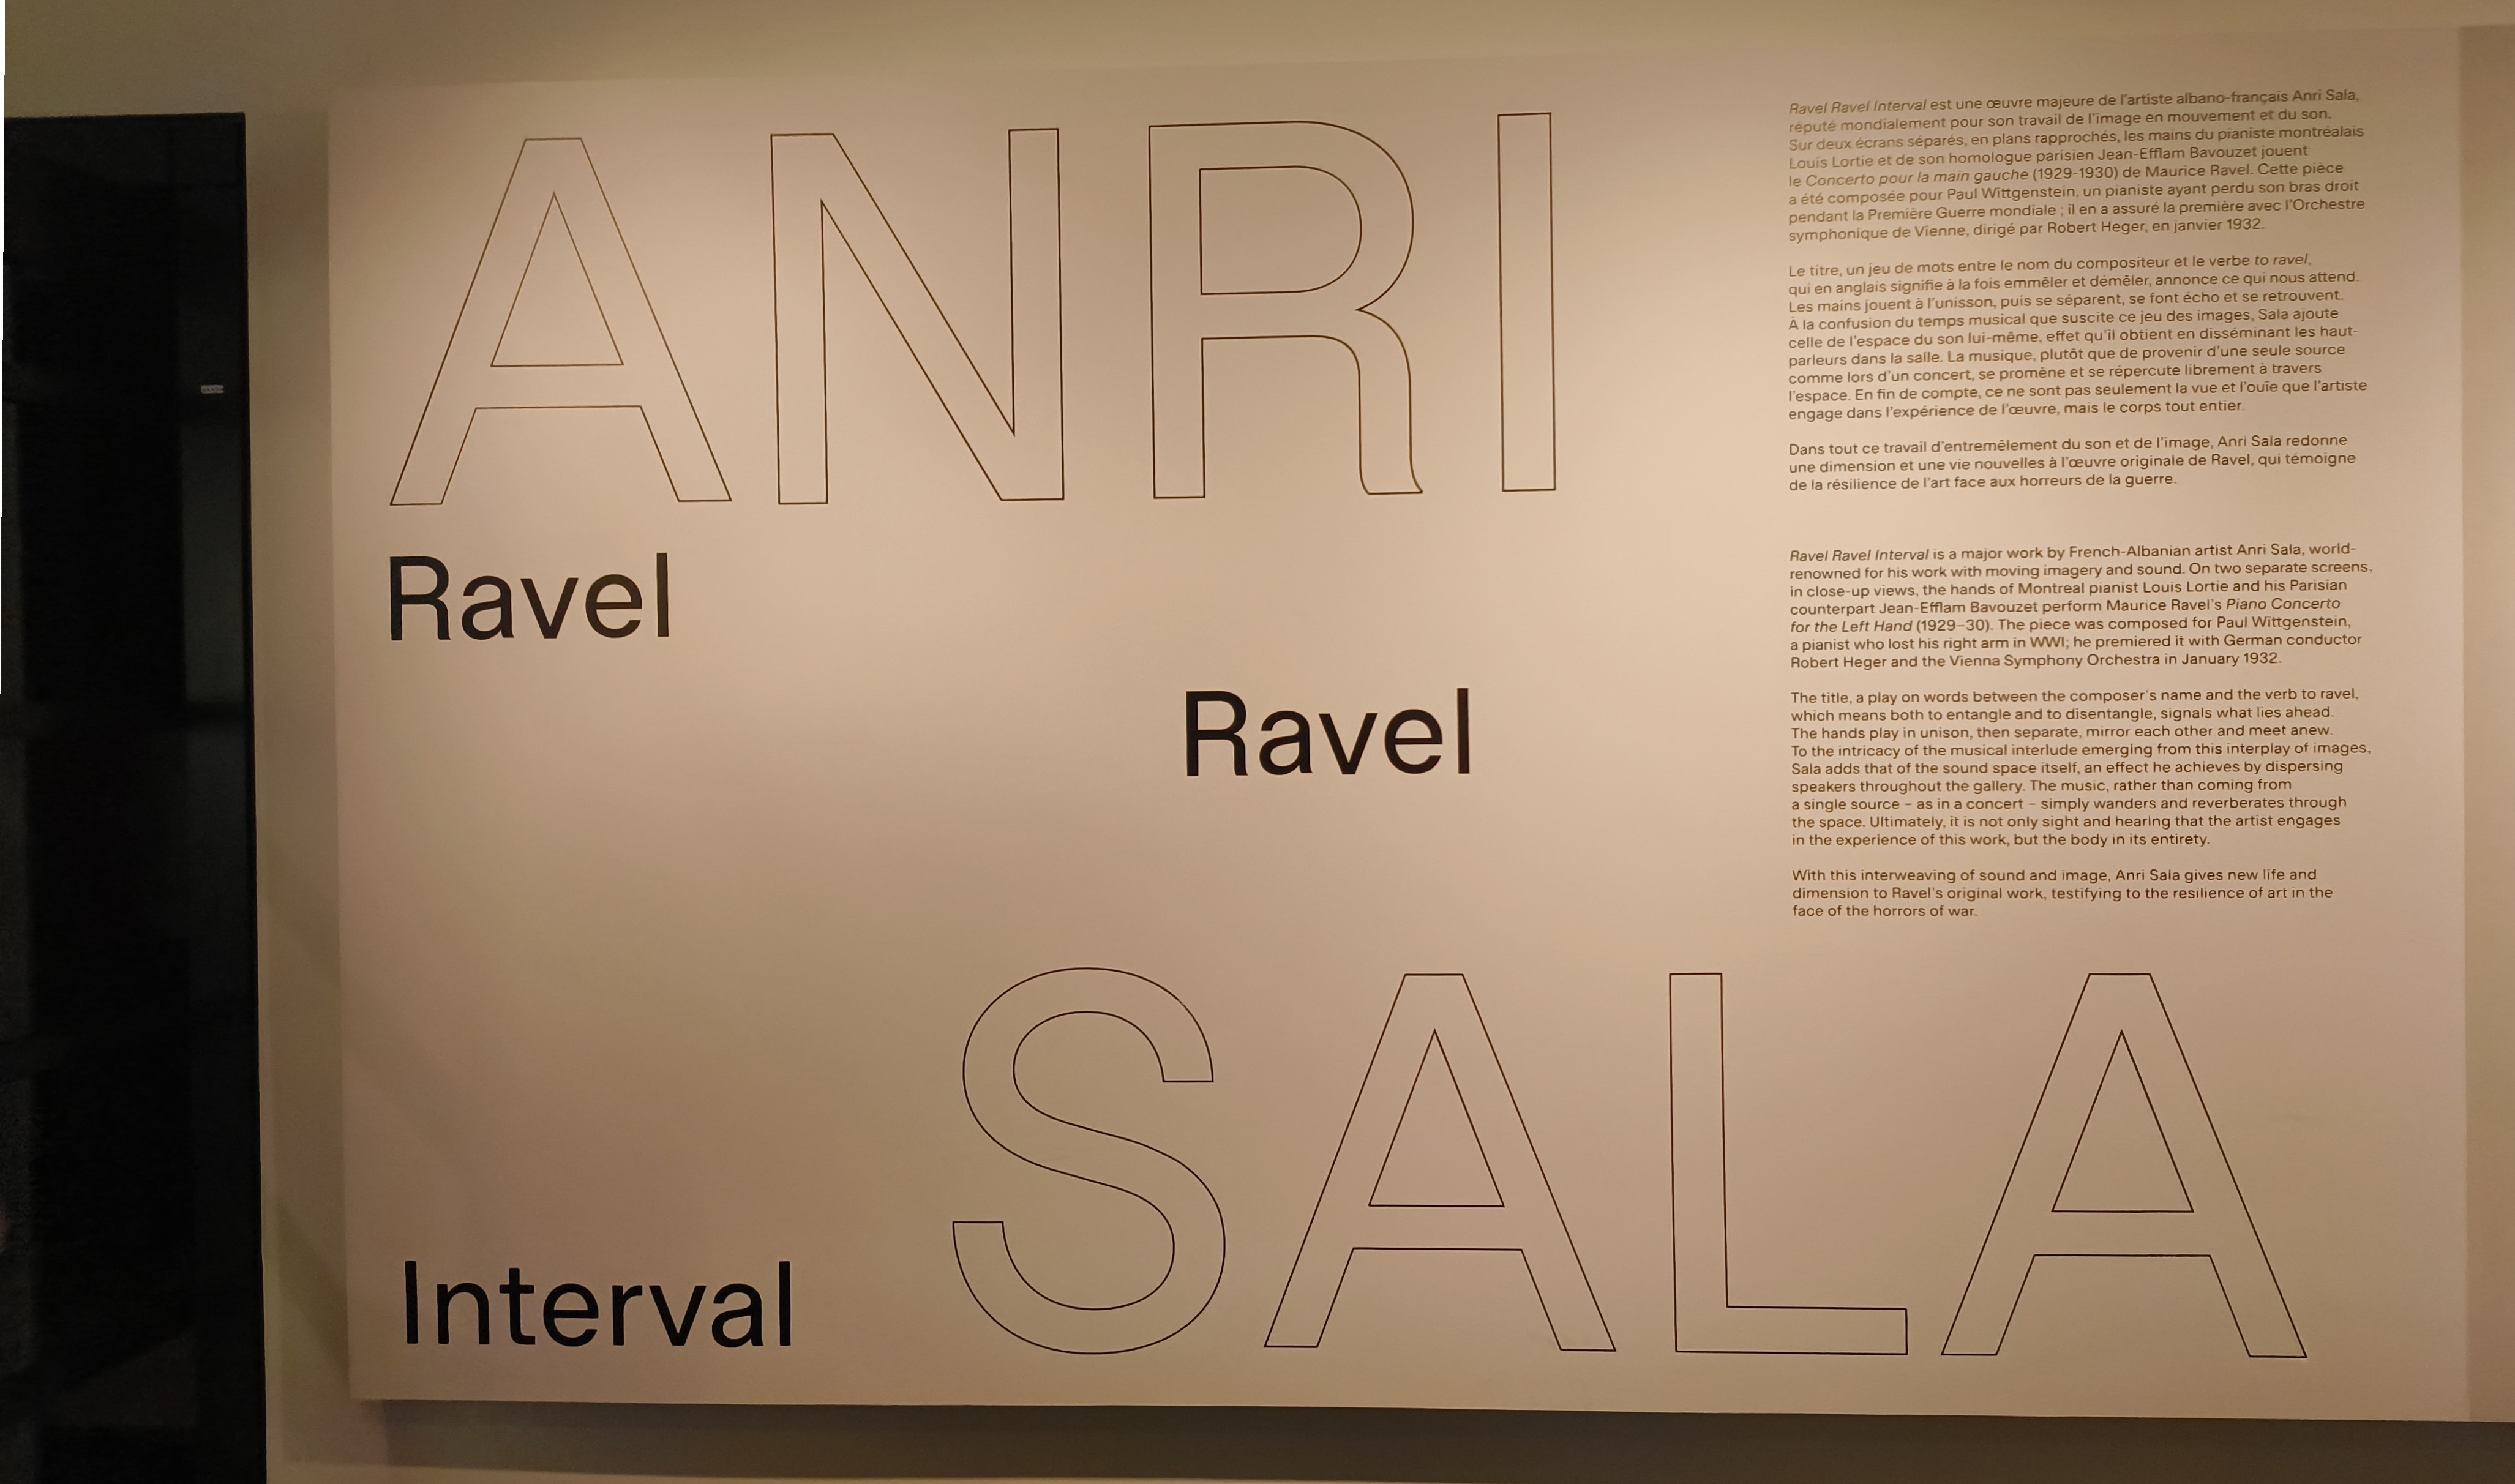 ANRI
Ravel
Ravel
Interval
SALA
Ravel Ravel Interval est une œuvre majeure de l'artiste albano-français Anri Sala,
réputé mondialement pour son travail de l'image en mouvement et du son.
Sur deux écrans séparés, en plans rapprochés, les mains du pianiste montréalais
Louis Lortie et de son homologue parisien Jean-Efflam Bavouzet jouent
le Concerto pour la main gauche (1929-1930) de Maurice Ravel. Cette pièce
a été composée pour Paul Wittgenstein, un pianiste ayant perdu son bras droit
pendant la Première Guerre mondiale ; il en a assuré la première avec l'Orchestre
symphonique de Vienne, dirigé par Robert Heger, en janvier 1932.
Le titre, un jeu de mots entre le nom du compositeur et le verbe to ravel,
qui en anglais signifie à la fois emmêler et démêler, annonce ce qui nous attend.
Les mains jouent à l'unisson, puis se séparent, se font écho et se retrouvent.
À la confusion du temps musical que suscite ce jeu des images, Sala ajoute
celle de l'espace du son lui-même, effet qu'il obtient en disséminant les haut-
parleurs dans la salle. La musique, plutôt que de provenir d'une seule source
comme lors d'un concert, se promène et se répercute librement à travers
l'espace. En fin de compte, ce ne sont pas seulement la vue et l'ouïe que l'artiste
engage dans l'expérience de l'œuvre, mais le corps tout entier.
Dans tout ce travail d'entremêlement du son et de l'image, Anri Sala redonne
une dimension et une vie nouvelles à l'œuvre originale de Ravel, qui témoigne
de la résilience de l'art face aux horreurs de la guerre.
Ravel Ravel Interval is a major work by French-Albanian artist Anri Sala, world-
renowned for his work with moving imagery and sound. On two separate screens,
in close-up views, the hands of Montreal pianist Louis Lortie and his Parisian
counterpart Jean-Efflam Bavouzet perform Maurice Ravel's Piano Concerto
for the Left Hand (1929–30). The piece was composed for Paul Wittgenstein,
a pianist who lost his right arm in WWI; he premiered it with German conductor
Robert Heger and the Vienna Symphony Orchestra in January 1932.
The title, a play on words between the composer's name and the verb to ravel,
which means both to entangle and to disentangle, signals what lies ahead.
The hands play in unison, then separate, mirror each other and meet anew.
To the intricacy of the musical interlude emerging from this interplay of images,
Sala adds that of the sound space itself, an effect he achieves by dispersing
speakers throughout the gallery. The music, rather than coming from
a single source – as in a concert – simply wanders and reverberates through
the space. Ultimately, it is not only sight and hearing that the artist engages
in the experience of this work, but the body in its entirety.
With this interweaving of sound and image, Anri Sala gives new life and
dimension to Ravel's original work, testifying to the resilience of art in the
face of the horrors of war.